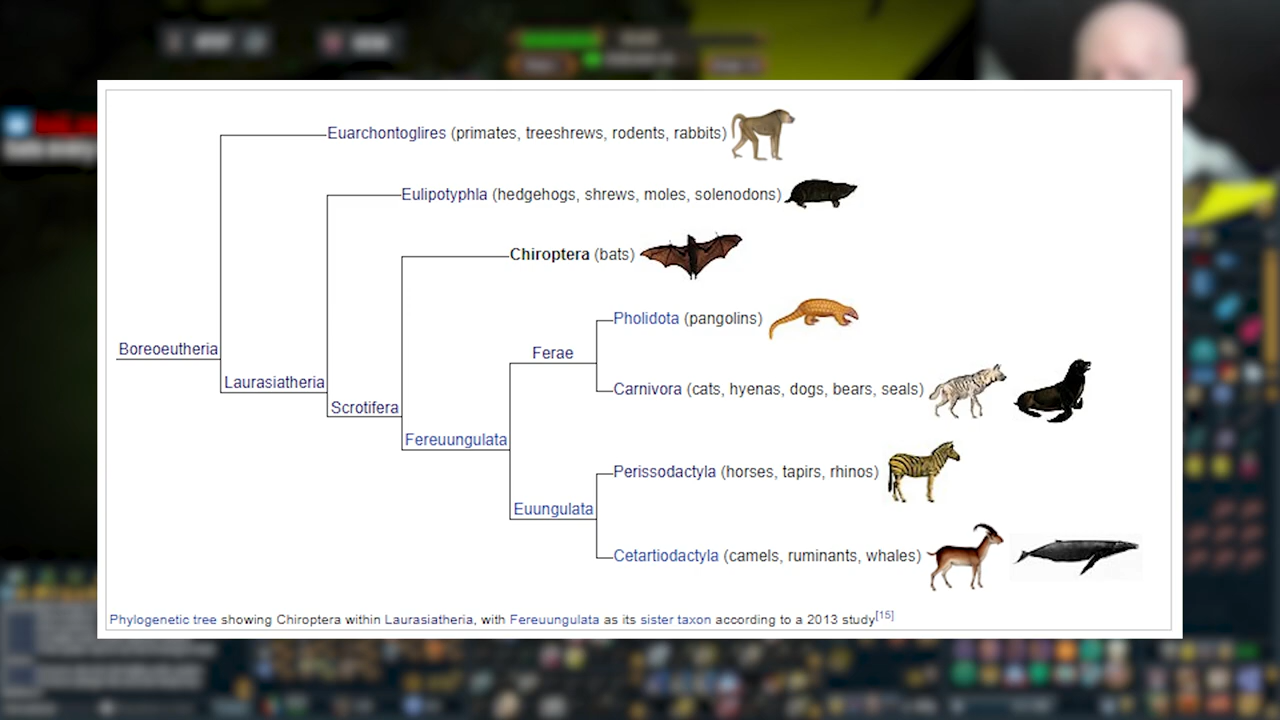 Euarchontoglires (primates, treeshrews, rodents, rabbits)
Eulipotyphla (hedgehogs, shrews, moles, solenodons)
Chiroptera (bats)
Pholidota (pangolins)
Ferae
Boreoeutheria
Laurasiatheria
Carnivora (cats, hyenas, dogs, bears, seals)
Scrotifera
Fereuungulata
Perissodactyla (horses, tapirs, rhinos)
Euungulata
Cetartiodactyla (camels, ruminants, whales)
Phylogenetic tree showing Chiroptera within Laurasiatheria, with Fereuungulata as its sister taxon according to a 2013 study[15]